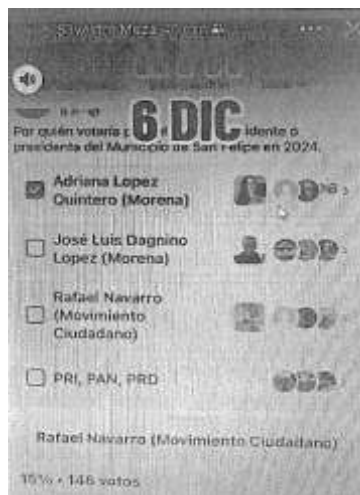 6 DIC
Por quién votaría
idente o
presidenta del Municipio de San Felipe en 2024.
Adriana Lopez
Quintero (Morena)
José Luis Dagnino
Lopez (Morena)
Rafael Navarro
(Movimiento
Ciudadano)
PRI, PAN, PRD
Rafael Navarro (Movimiento Ciudadano)
15% • 146 votos